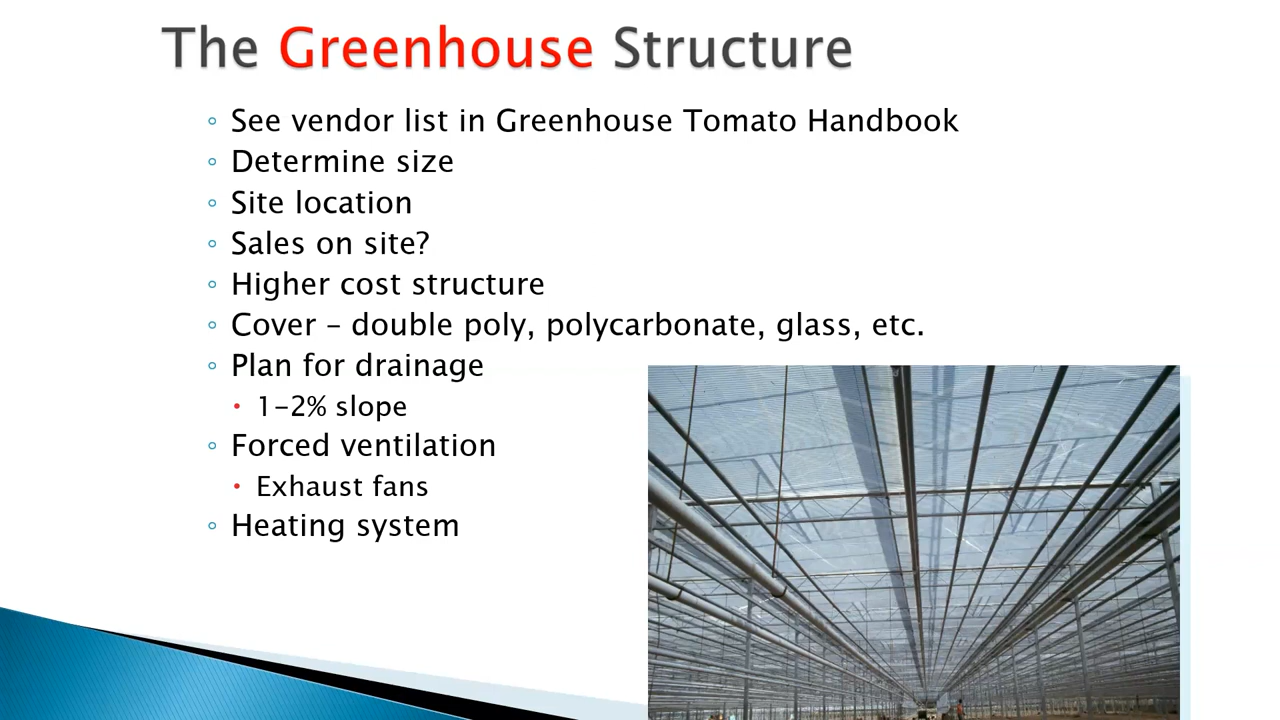 The Greenhouse Structure
◦ See vendor list in Greenhouse Tomato Handbook
◦ Determine size
◦ Site location
◦ Sales on site?
◦ Higher cost structure
◦ Cover – double poly, polycarbonate, glass, etc.
◦ Plan for drainage
• 1-2% slope
◦ Forced ventilation
• Exhaust fans
◦ Heating system